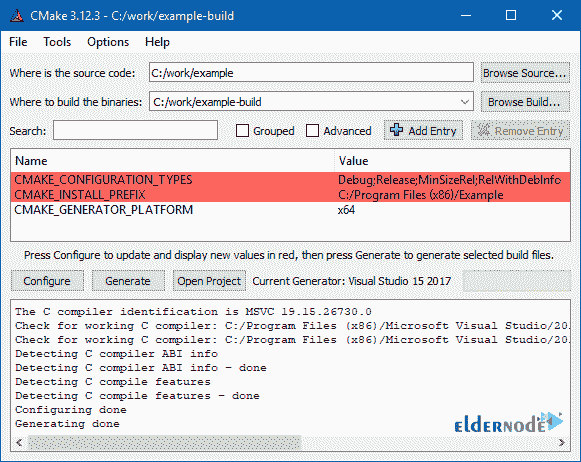 CMake 3.12.3 - C:/work/example-build
File Tools Options Help
Where is the source code: C:/work/example Browse Source...
Where to build the binaries: C:/work/example-build Browse Build...
Search: Grouped Advanced Add Entry Remove Entry
Name Value
CMAKE_CONFIGURATION_TYPES Debug;Release;MinSizeRel;RelWithDebInfo
CMAKE_INSTALL_PREFIX C:/Program Files (x86)/Example
CMAKE_GENERATOR_PLATFORM x64
Press Configure to update and display new values in red, then press Generate to generate selected build files.
Configure Generate Open Project Current Generator: Visual Studio 15 2017
The C compiler identification is MSVC 19.15.26730.0
Check for working C compiler: C:/Program Files (x86)/Microsoft Visual Studio/20
Check for working C compiler: C:/Program Files (x86)/Microsoft Visual Studio/20
Detecting C compiler ABI info
Detecting C compiler ABI info - done
Detecting C compile features
Detecting C compile features - done
Configuring done
Generating done
ELDERNODE